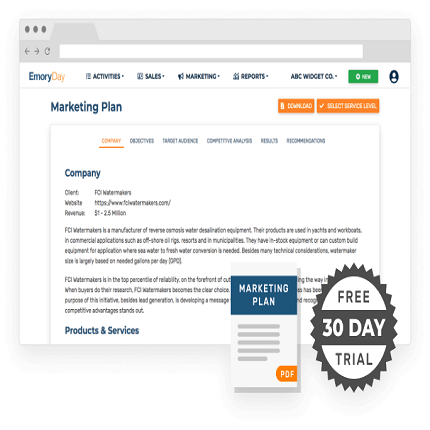 EmoryDay
ACTIVITIES
SALES
MARKETING
REPORTS
ABC WIDGET CO.
NEW
Marketing Plan
DOWNLOAD
SELECT SERVICE LEVEL
COMPANY OBJECTIVES TARGET AUDIENCE COMPETITIVE ANALYSIS RESULTS RECOMMENDATIONS
Company
Client: FCI Watermakers
Website https://www.fciwatermakers.com/
Revenue: $1 - 2.5 Million
FCI Watermakers is a manufacturer of reverse osmosis water desalination equipment. Their products are used in yachts and workboats,
in commercial applications such as off-shore oil rigs, resorts and in municipalities. They have in-stock equipment or can custom build
equipment for application where sea water to fresh water conversion is needed. Besides many technical considerations, watermaker
size is largely based on needed gallons per day (GPD).
FCI Watermakers is in the top percentile of reliability, on the forefront of ing the way in
When buyers do their research, FCI Watermakers becomes the clear choice has been
purpose of this initiative, besides lead generation, is developing a message and
competitive advantages stands out.
Products & Services
MARKETING
PLAN
PDF
FREE
30 DAY
TRIAL